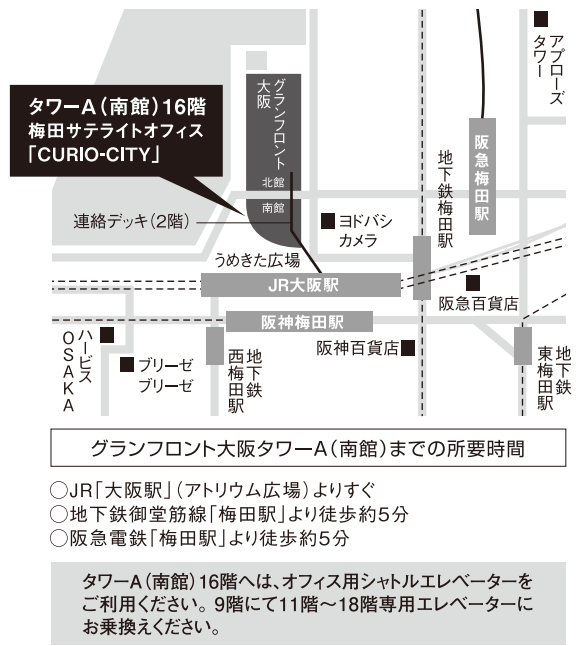 アプローズ
タワー
タワーA（南館）16階
梅田サテライトオフィス
「CURIO-CITY」
グランフロント
大阪
北館
南館
阪急梅田駅
地下鉄梅田駅
連絡デッキ（2階）
ヨドバシ
カメラ
うめきた広場
JR大阪駅
阪急百貨店
阪神梅田駅
阪神百貨店
ハービス
OSAKA
ブリーゼ
ブリーゼ
地下鉄
西梅田駅
地下鉄
東梅田駅
グランフロント大阪タワーA（南館）までの所要時間
○JR「大阪駅」（アトリウム広場）よりすぐ
○地下鉄御堂筋線「梅田駅」より徒歩約5分
○阪急電鉄「梅田駅」より徒歩約5分
タワーA（南館）16階へは、オフィス用シャトルエレベーターを
ご利用ください。9階にて11階〜18階専用エレベーターに
お乗換えください。